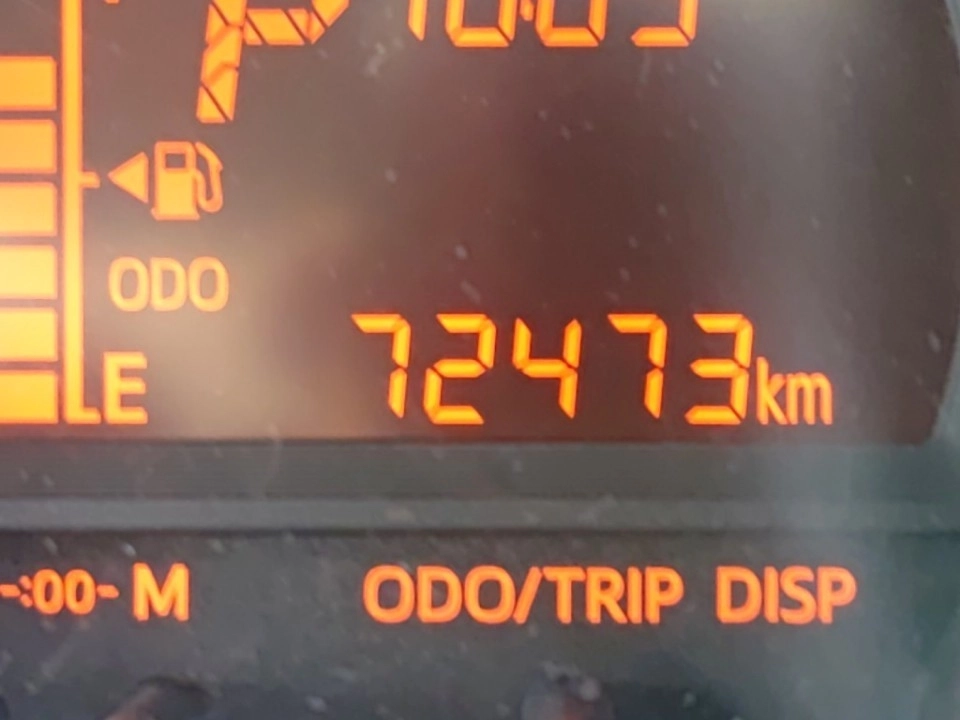 P
ODO
72473km
E
-:00- M ODO/TRIP DISP